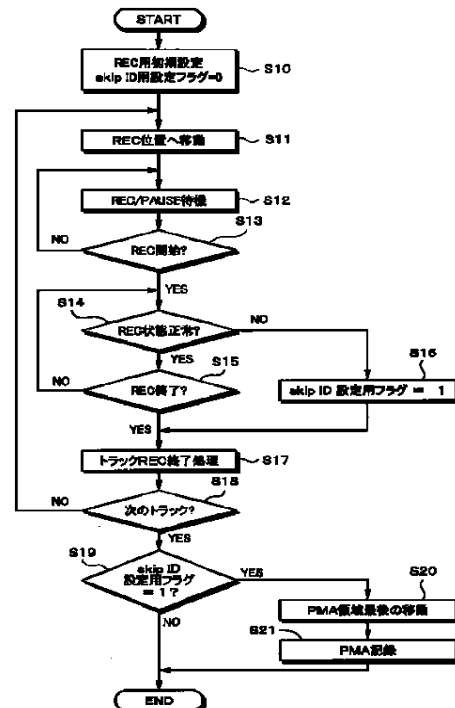 START
REC用初期設定
skip ID用設定フラグ=0
S10
REC位置へ移動
S11
REC/PAUSE待機
S12
S13
NO
REC開始?
YES
S14
REC状態正常?
NO
YES
S15
S16
NO
REC終了?
skip ID 設定用フラグ = 1
YES
トラックREC終了処理
S17
S18
NO
次のトラック?
YES
S19
skip ID
設定用フラグ
= 1?
YES
S20
PMA領域最後の移動
NO
S21
PMA記録
END